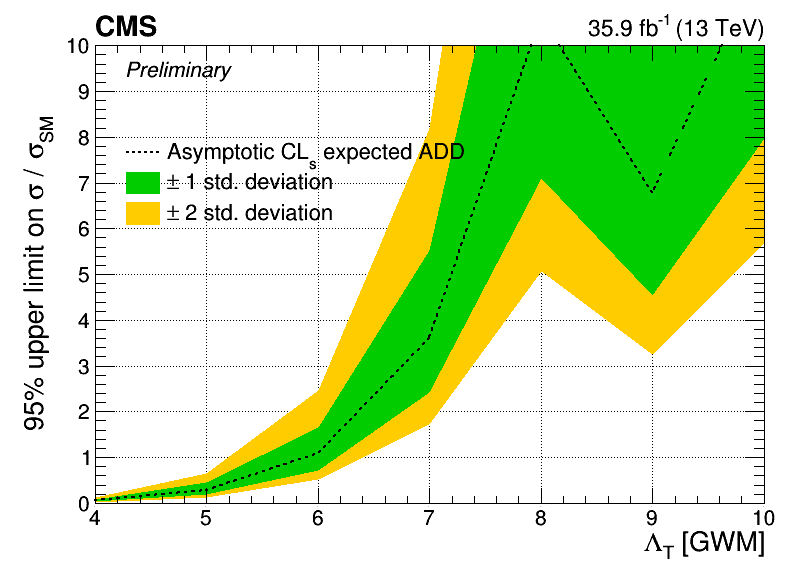 CMS
35.9 fb-1 (13 TeV)
Preliminary
Asymptotic CLs expected ADD
± 1 std. deviation
± 2 std. deviation
95% upper limit on σ / σSM
10
9
8
7
6
5
4
3
2
1
0
4 5 6 7 8 9 10
ΛT [GWM]